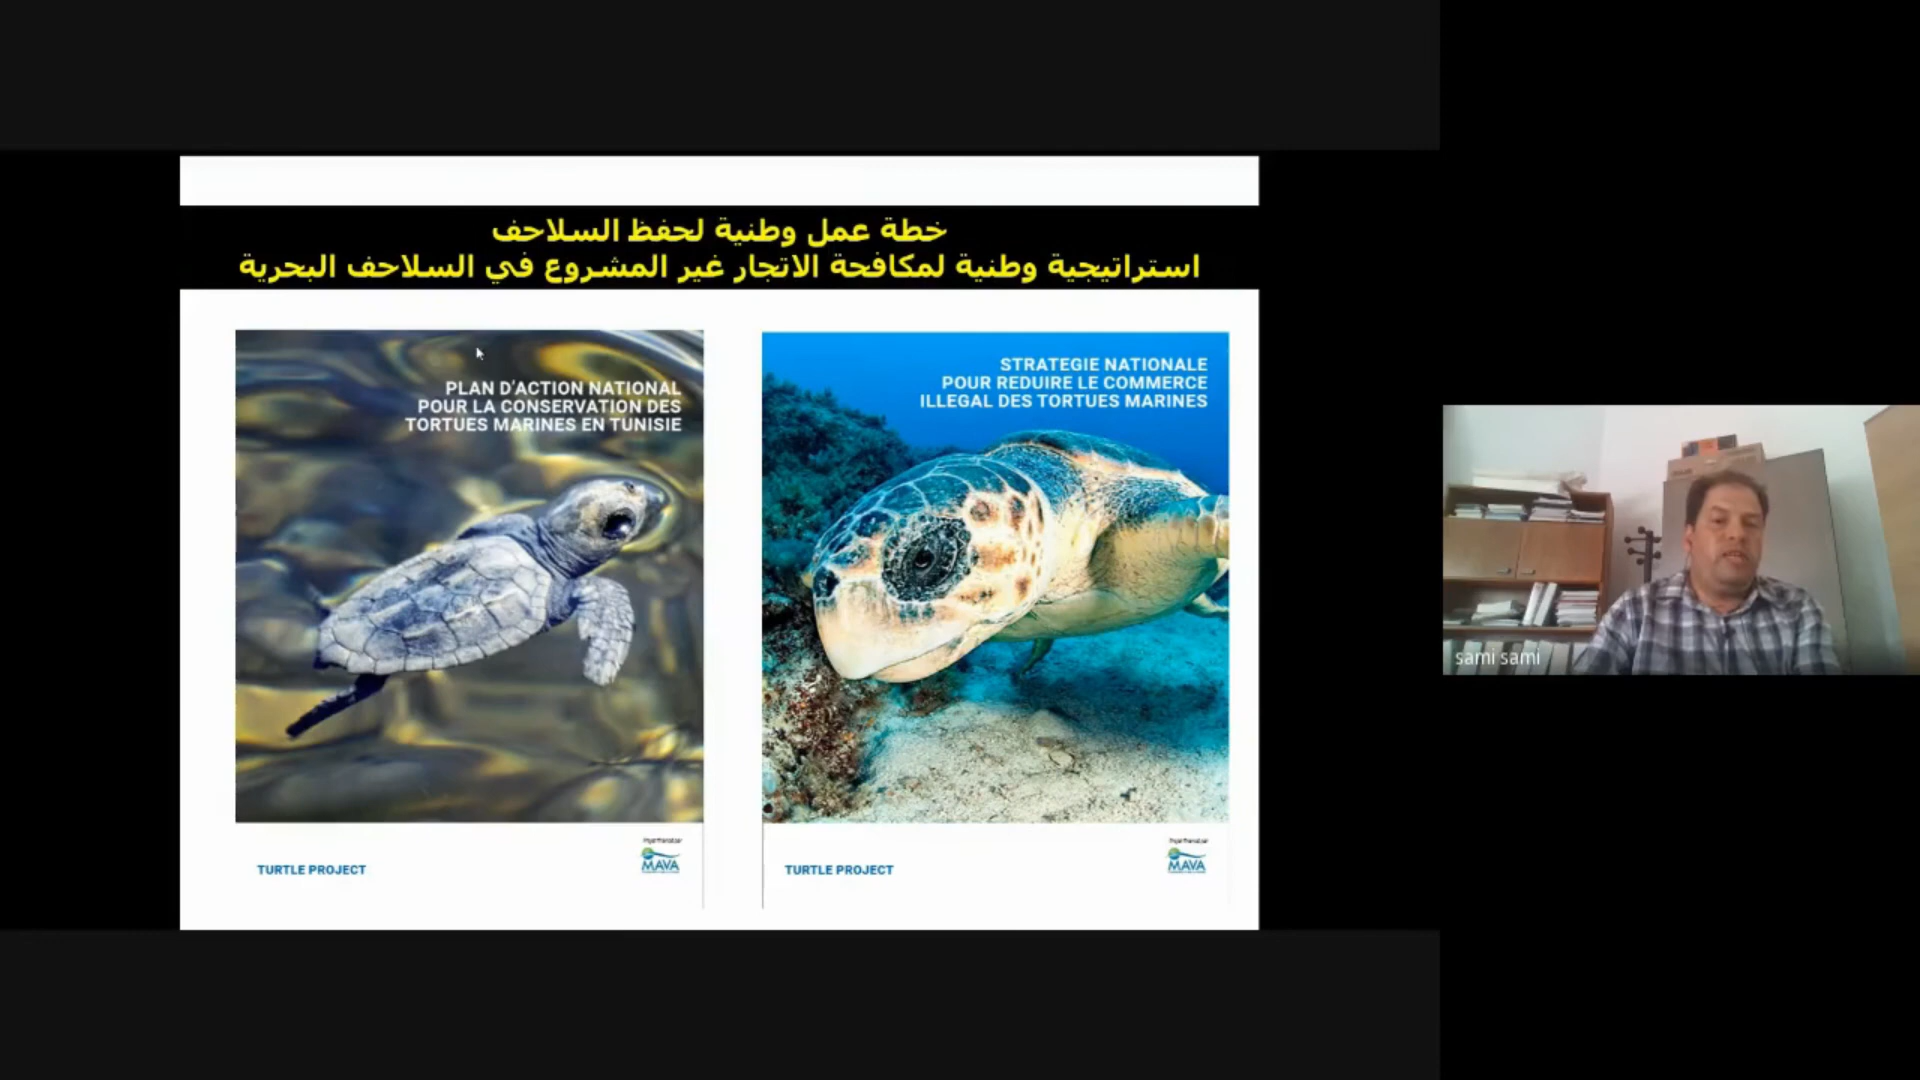 خطة عمل وطنية لحفظ السلاحف
استراتيجية وطنية لمكافحة الاتجار غير المشروع في السلاحف البحرية
PLAN D'ACTION NATIONAL
POUR LA CONSERVATION DES
TORTUES MARINES EN TUNISIE
TURTLE PROJECT
MAVA
STRATEGIE NATIONALE
POUR REDUIRE LE COMMERCE
ILLEGAL DES TORTUES MARINES
TURTLE PROJECT
MAVA
sami sami